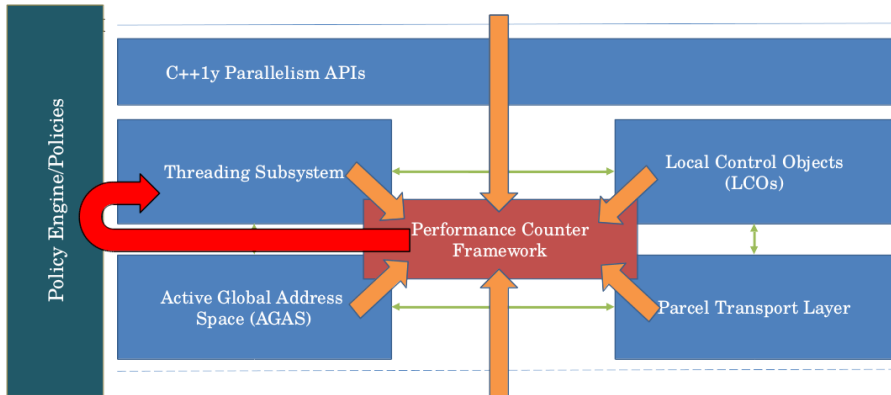 Policy Engine/Policies
C++1y Parallelism APIs
Threading Subsystem
Local Control Objects
(LCOs)
Performance Counter
Framework
Active Global Address
Space (AGAS)
Parcel Transport Layer